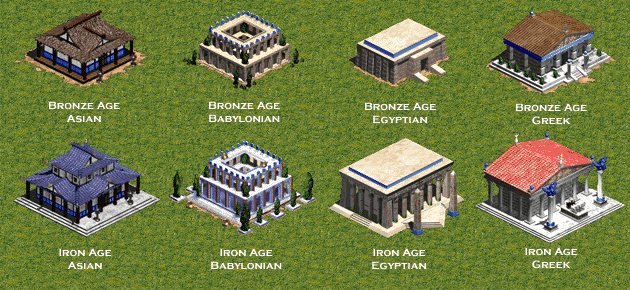 Bronze Age
Asian
Bronze Age
Babylonian
Bronze Age
Egyptian
Bronze Age
Greek
Iron Age
Asian
Iron Age
Babylonian
Iron Age
Egyptian
Iron Age
Greek